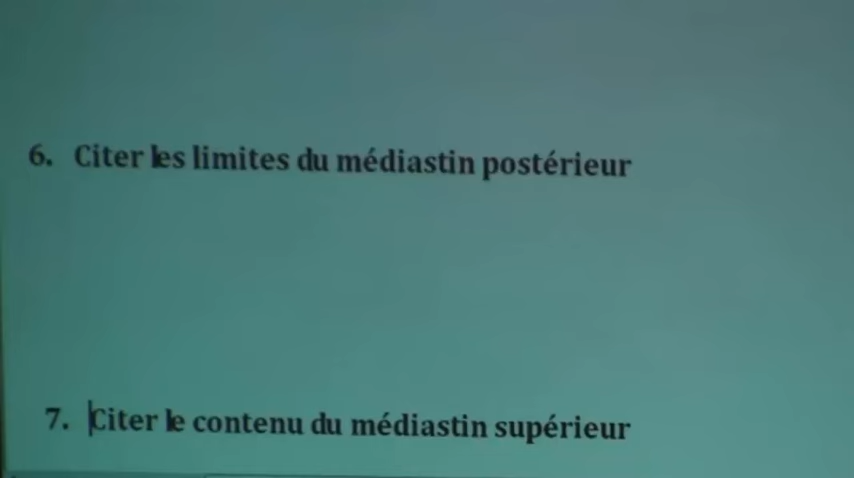 6. Citer les limites du médiastin postérieur
7. Citer le contenu du médiastin supérieur